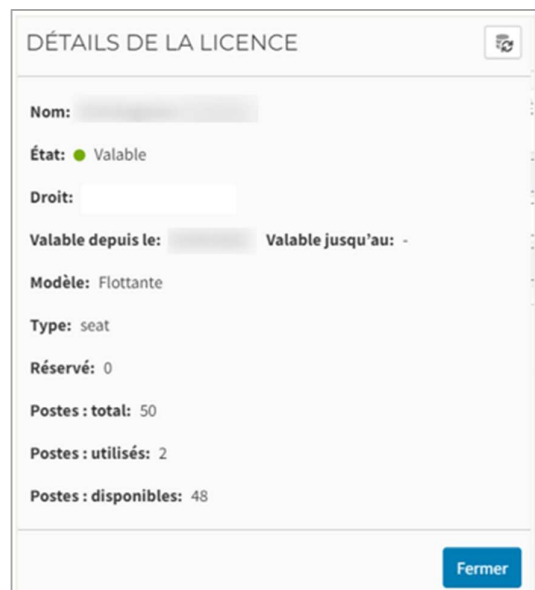 DÉTAILS DE LA LICENCE
Nom:
État: Valable
Droit:
Valable depuis le: Valable jusqu'au: -
Modèle: Flottante
Type: seat
Réservé: 0
Postes : total: 50
Postes : utilisés: 2
Postes : disponibles: 48
Fermer